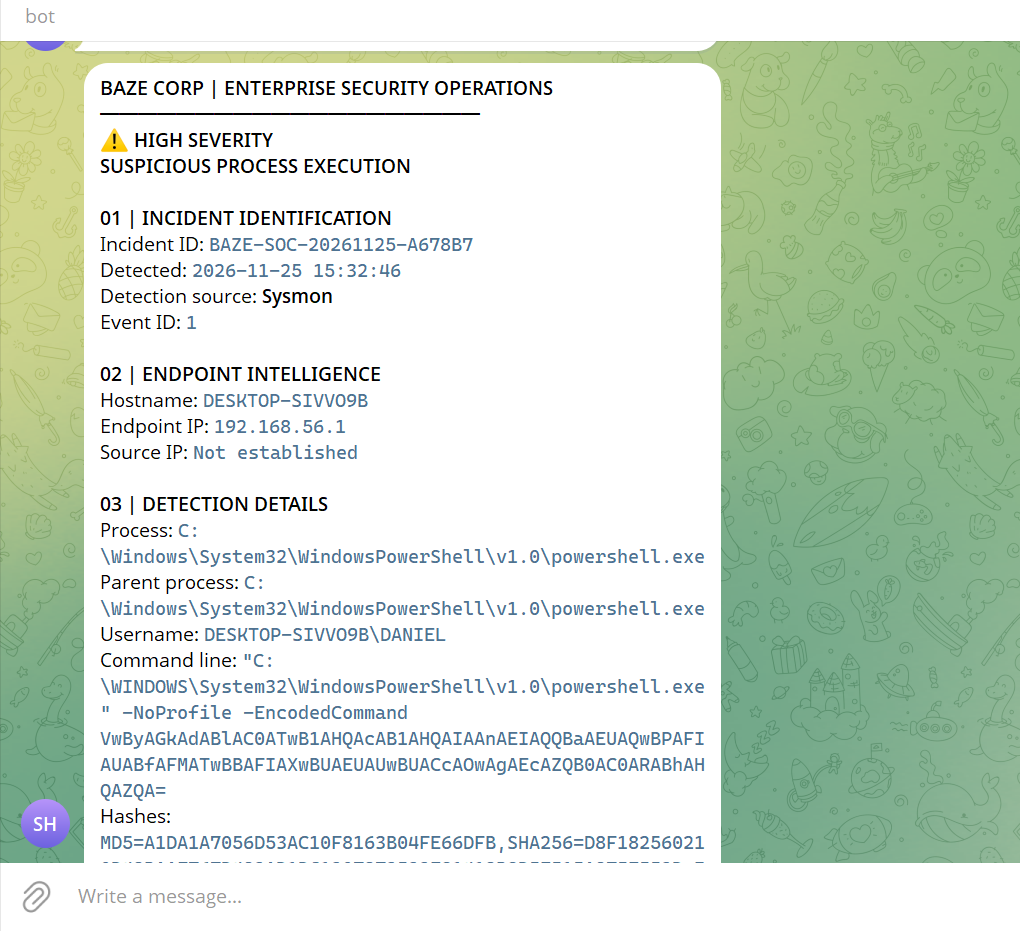 bot
BAZE CORP | ENTERPRISE SECURITY OPERATIONS
⚠️ HIGH SEVERITY
SUSPICIOUS PROCESS EXECUTION
01 | INCIDENT IDENTIFICATION
Incident ID: BAZE-SOC-20261125-A678B7
Detected: 2026-11-25 15:32:46
Detection source: Sysmon
Event ID: 1
02 | ENDPOINT INTELLIGENCE
Hostname: DESKTOP-SIVVO9B
Endpoint IP: 192.168.56.1
Source IP: Not established
03 | DETECTION DETAILS
Process: C:
\Windows\System32\WindowsPowerShell\v1.0\powershell.exe
Parent process: C:
\Windows\System32\WindowsPowerShell\v1.0\powershell.exe
Username: DESKTOP-SIVVO9B\DANIEL
Command line: "C:
\WINDOWS\System32\WindowsPowerShell\v1.0\powershell.exe
" -NoProfile -EncodedCommand
VwByAGkAdABlAC0ATwB1AHQAcAB1AHQAIAAnAEIAQQBaAEUAQwBPAFI
AUABfAFMATwBBAFIAXwBUAEUAUwBUACcAOwAgAEcAZQB0AC0ARABhAH
QAZQA=
Hashes:
MD5=A1DA1A7056D53AC10F8163B04FE66DFB,SHA256=D8F18256021
SH
Write a message...